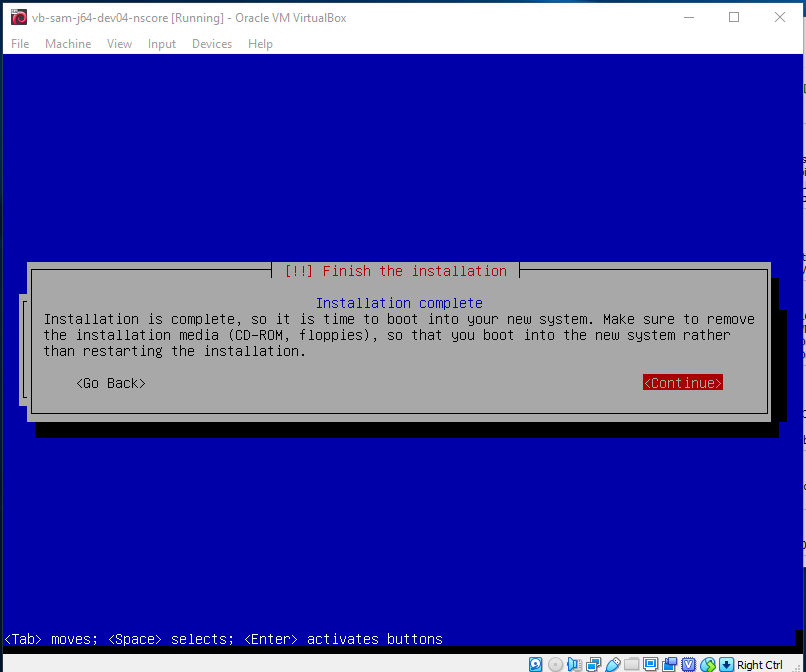 vb-sam-j64-dev04-nscore [Running] - Oracle VM VirtualBox
File Machine View Input Devices Help
[!!] Finish the installation
Installation complete
Installation is complete, so it is time to boot into your new system. Make sure to remove
the installation media (CD-ROM, floppies), so that you boot into the new system rather
than restarting the installation.
<Go Back> <Continue>
<Tab> moves; <Space> selects; <Enter> activates buttons
Right Ctrl